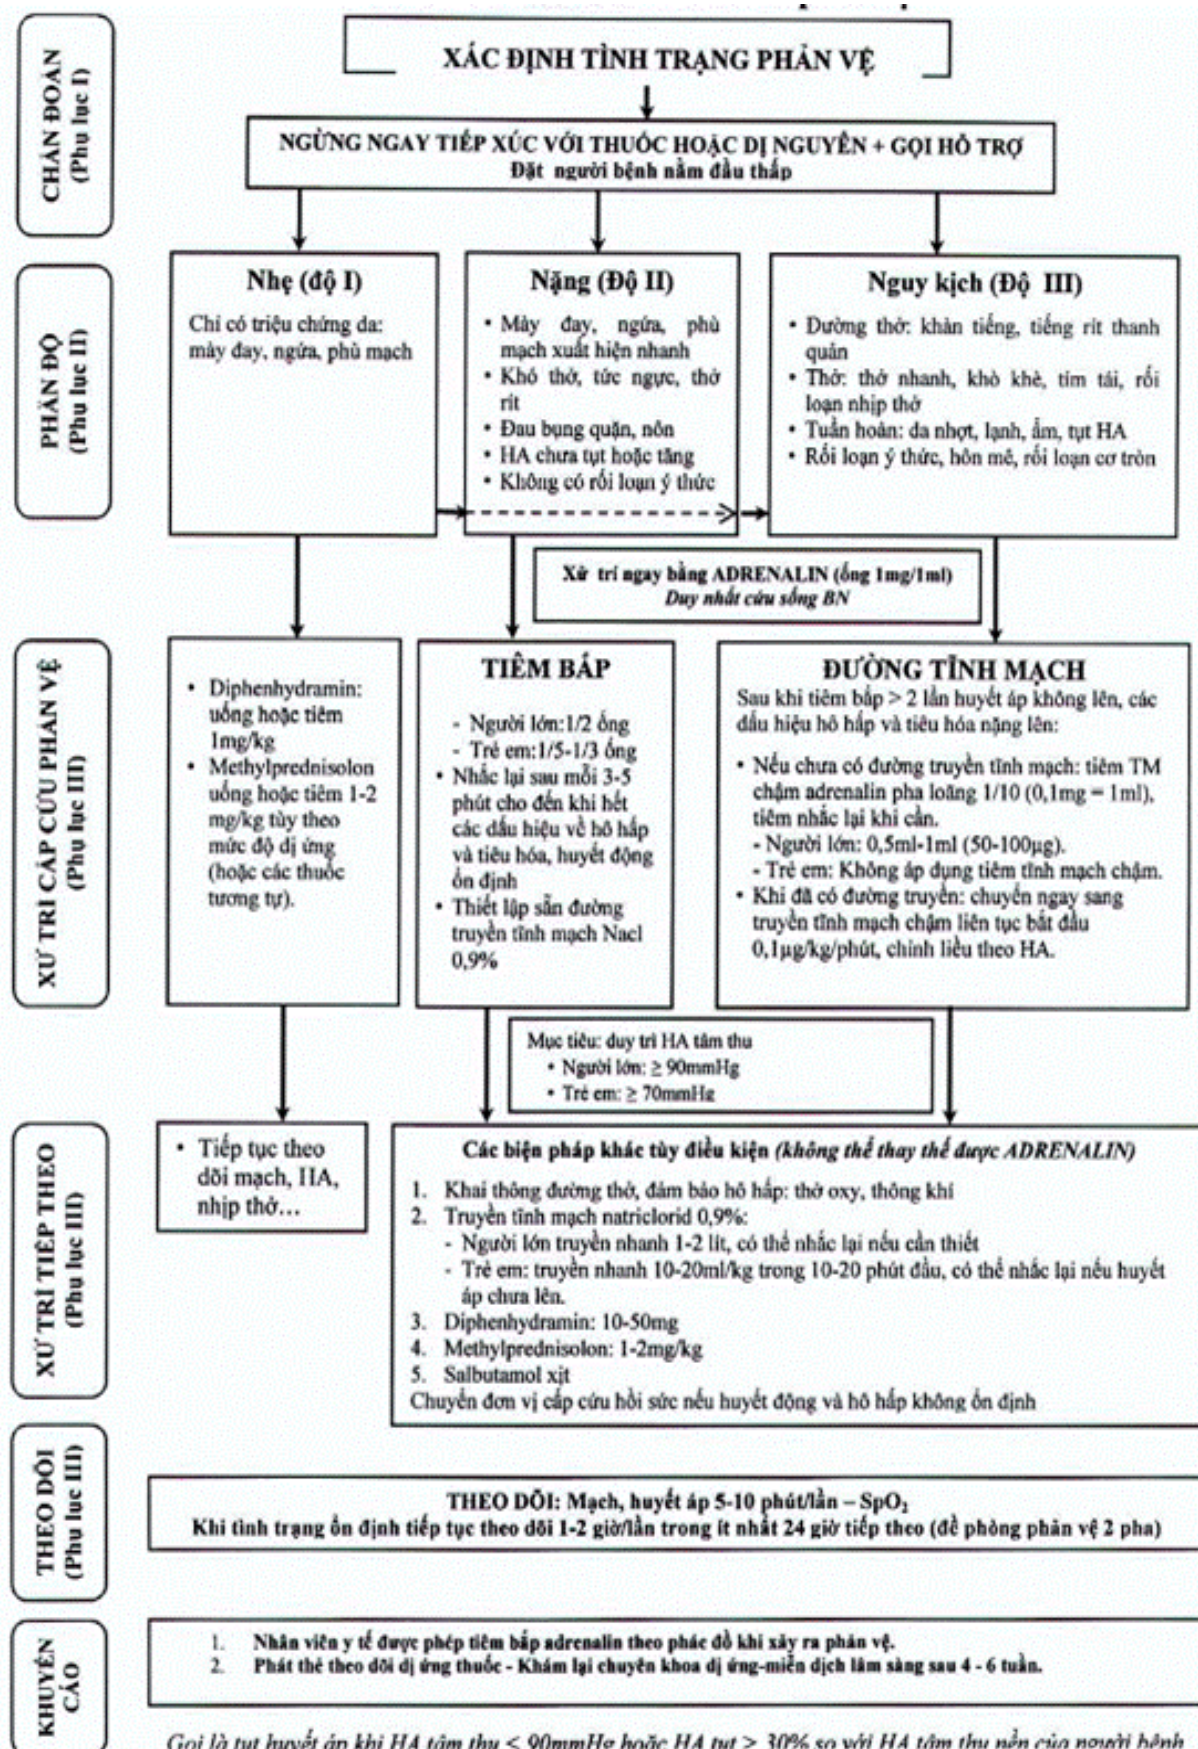 CHẨN ĐOÁN
(Phụ lục I)
XÁC ĐỊNH TÌNH TRẠNG PHẢN VỆ
NGỪNG NGAY TIẾP XÚC VỚI THUỐC HOẶC DỊ NGUYÊN + GỌI HỖ TRỢ
Đặt người bệnh nằm đầu thấp
PHÂN ĐỘ
(Phụ lục II)
Nhẹ (độ I)
Chỉ có triệu chứng da:
mày đay, ngứa, phù mạch
Nặng (Độ II)
• Mày đay, ngứa, phù
mạch xuất hiện nhanh
• Khó thở, tức ngực, thở
rít
• Đau bụng quặn, nôn
• HA chưa tụt hoặc tăng
• Không có rối loạn ý thức
Nguy kịch (Độ III)
• Đường thở: khàn tiếng, tiếng rít thanh
quản
• Thở: thở nhanh, khò khè, tím tái, rối
loạn nhịp thở
• Tuần hoàn: da nhợt, lạnh, ẩm, tụt HA
• Rối loạn ý thức, hôn mê, rối loạn cơ tròn
Xử trí ngay bằng ADRENALIN (ống 1mg/1ml)
Duy nhất cứu sống BN
XỬ TRÍ CẤP CỨU PHẢN VỆ
(Phụ lục III)
• Diphenhydramin:
uống hoặc tiêm
1mg/kg
• Methylprednisolon
uống hoặc tiêm 1-2
mg/kg tùy theo
mức độ dị ứng
(hoặc các thuốc
tương tự).
TIÊM BẮP
- Người lớn:1/2 ống
- Trẻ em:1/5-1/3 ống
• Nhắc lại sau mỗi 3-5
phút cho đến khi hết
các dấu hiệu về hô hấp
và tiêu hóa, huyết động
ổn định
• Thiết lập sẵn đường
truyền tĩnh mạch Nacl
0,9%
ĐƯỜNG TĨNH MẠCH
Sau khi tiêm bắp > 2 lần huyết áp không lên, các
dấu hiệu hô hấp và tiêu hóa nặng lên:
• Nếu chưa có đường truyền tĩnh mạch: tiêm TM
chậm adrenalin pha loãng 1/10 (0,1mg = 1ml),
tiêm nhắc lại khi cần.
- Người lớn: 0,5ml-1ml (50-100µg).
- Trẻ em: Không áp dụng tiêm tĩnh mạch chậm.
• Khi đã có đường truyền: chuyển ngay sang
truyền tĩnh mạch chậm liên tục bắt đầu
0,1µg/kg/phút, chỉnh liều theo HA.
Mục tiêu: duy trì HA tâm thu
• Người lớn: ≥ 90mmHg
• Trẻ em: ≥ 70mmHg
XỬ TRÍ TIẾP THEO
(Phụ lục III)
• Tiếp tục theo
dõi mạch, HA,
nhịp thở...
Các biện pháp khác tùy điều kiện (không thể thay thế được ADRENALIN)
1. Khai thông đường thở, đảm bảo hô hấp: thở oxy, thông khí
2. Truyền tĩnh mạch natriclorid 0,9%:
- Người lớn truyền nhanh 1-2 lít, có thể nhắc lại nếu cần thiết
- Trẻ em: truyền nhanh 10-20ml/kg trong 10-20 phút đầu, có thể nhắc lại nếu huyết
áp chưa lên.
3. Diphenhydramin: 10-50mg
4. Methylprednisolon: 1-2mg/kg
5. Salbutamol xịt
Chuyển đơn vị cấp cứu hồi sức nếu huyết động và hô hấp không ổn định
THEO DÕI
(Phụ lục III)
THEO DÕI: Mạch, huyết áp 5-10 phút/lần – SpO₂
Khi tình trạng ổn định tiếp tục theo dõi 1-2 giờ/lần trong ít nhất 24 giờ tiếp theo (đề phòng phản vệ 2 pha)
KHUYẾN
CÁO
1. Nhân viên y tế được phép tiêm bắp adrenalin theo phác đồ khi xảy ra phản vệ.
2. Phát thẻ theo dõi dị ứng thuốc - Khám lại chuyên khoa dị ứng-miễn dịch lâm sàng sau 4 - 6 tuần.
Gọi là tụt huyết áp khi HA tâm thu < 90mmHg hoặc HA tụt > 30% so với HA tâm thu nền của người bệnh